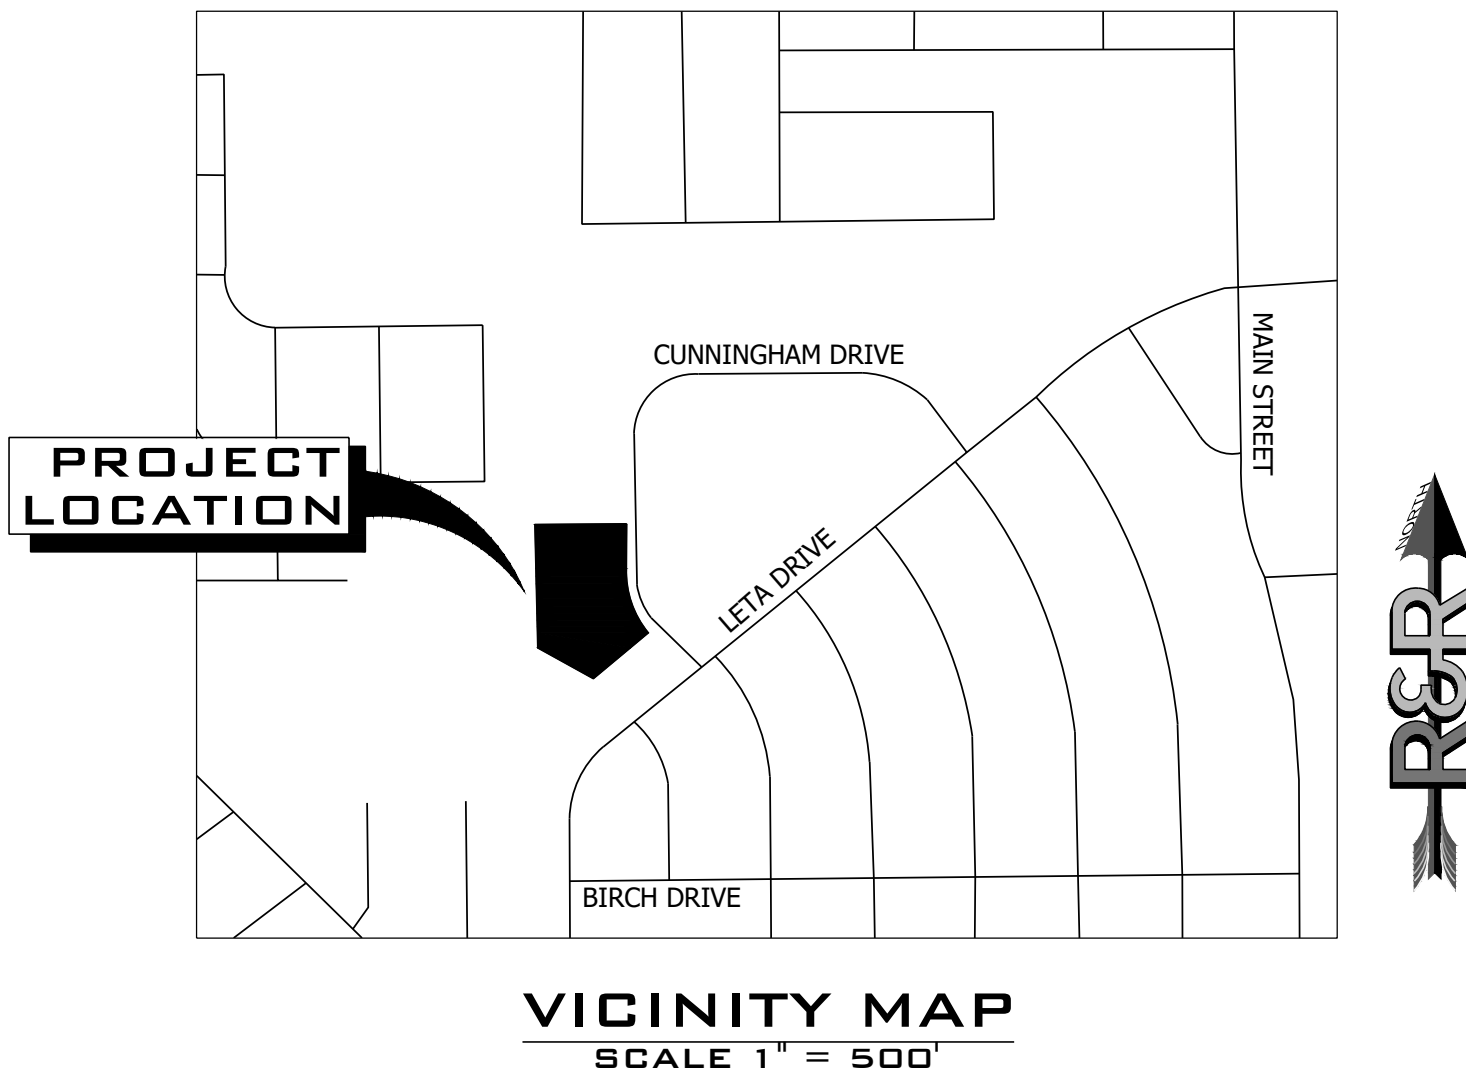 CUNNINGHAM DRIVE
MAIN STREET
PROJECT
LOCATION
LETA DRIVE
NORTH
R&R
BIRCH DRIVE
VICINITY MAP
SCALE 1" = 500'